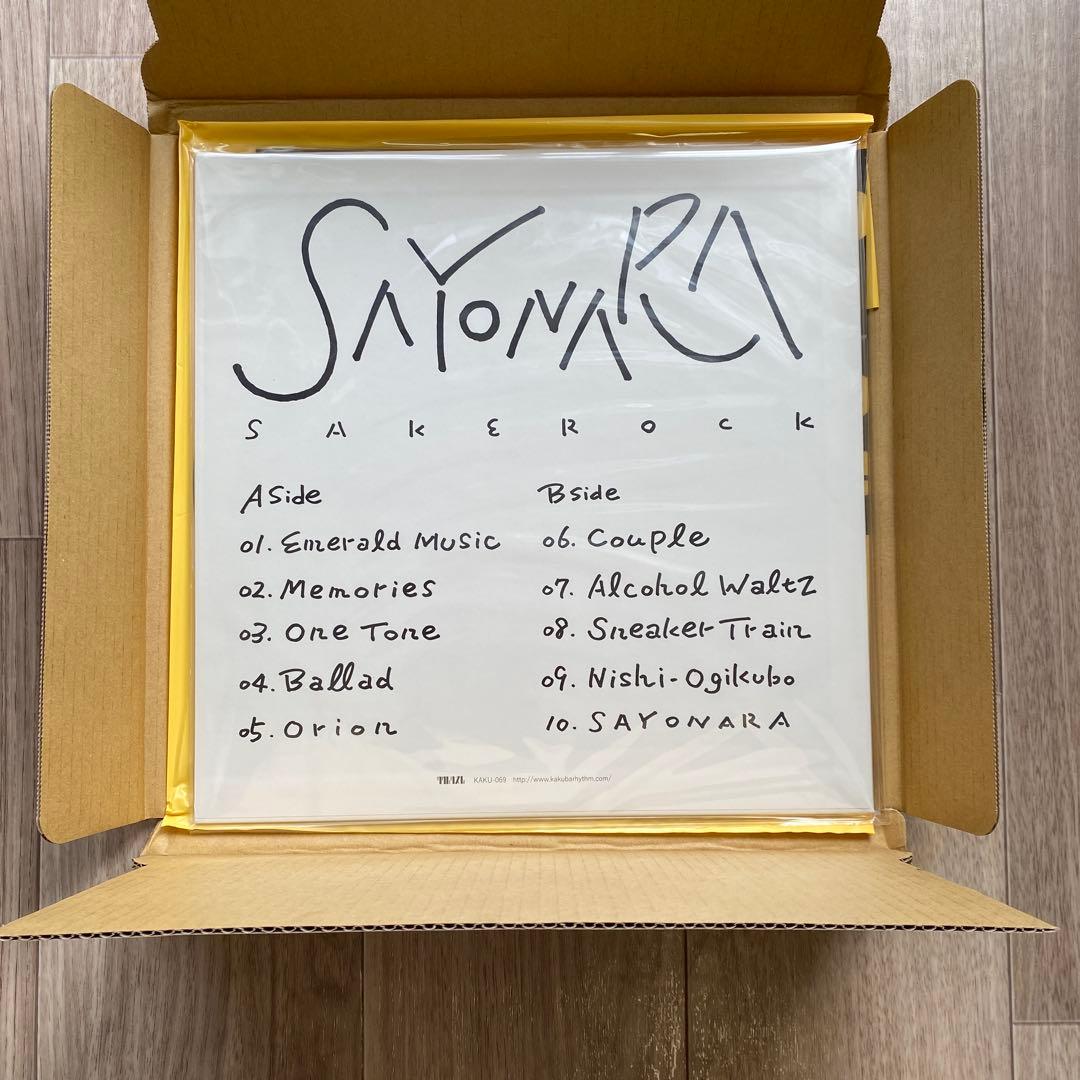 SAYONARA
SAKEROCK
A side
01. Emerald Music
02. Memories
03. One Tone
04. Ballad
05. Orion
B side
06. Couple
07. Alcohol Waltz
08. Sneaker Train
09. Nishi-Ogikubo
10. SAYONARA
KAKU-069 http://www.kakubarhythm.com/